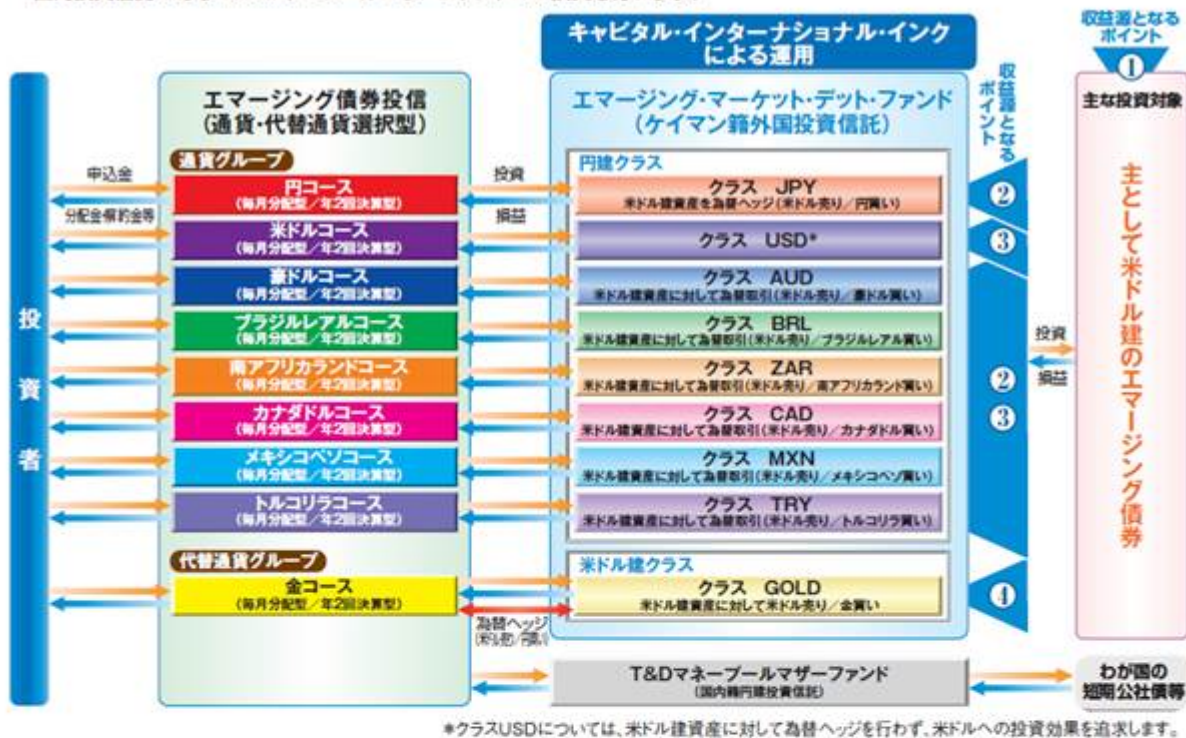 キャピタル・インターナショナル・インク
による運用
収益源となる
ポイント
①
主な投資対象
主として米ドル建のエマージング債券
投資者
エマージング債券投信
(通貨・代替通貨選択型)
エマージング・マーケット・デット・ファンド
(ケイマン籍外国投資信託)
収益源となる
ポイント
通貨グループ
円建クラス
申込金
分配金・解約金等
投資
損益
円コース
(毎月分配型/年2回決算型)
クラス JPY
米ドル建資産を為替ヘッジ(米ドル売り/円買い)
②
米ドルコース
(毎月分配型/年2回決算型)
クラス USD*
③
豪ドルコース
(毎月分配型/年2回決算型)
クラス AUD
米ドル建資産に対して為替取引(米ドル売り/豪ドル買い)
ブラジルレアルコース
(毎月分配型/年2回決算型)
クラス BRL
米ドル建資産に対して為替取引(米ドル売り/ブラジルレアル買い)
南アフリカランドコース
(毎月分配型/年2回決算型)
クラス ZAR
米ドル建資産に対して為替取引(米ドル売り/南アフリカランド買い)
②
③
投資
損益
カナダドルコース
(毎月分配型/年2回決算型)
クラス CAD
米ドル建資産に対して為替取引(米ドル売り/カナダドル買い)
メキシコペソコース
(毎月分配型/年2回決算型)
クラス MXN
米ドル建資産に対して為替取引(米ドル売り/メキシコペソ買い)
トルコリラコース
(毎月分配型/年2回決算型)
クラス TRY
米ドル建資産に対して為替取引(米ドル売り/トルコリラ買い)
代替通貨グループ
米ドル建クラス
金コース
(毎月分配型/年2回決算型)
クラス GOLD
米ドル建資産に対して米ドル売り/金買い
④
為替ヘッジ
(米ドル売り/円買い)
T&Dマネープールマザーファンド
(国内籍円建投資信託)
わが国の
短期公社債等
*クラスUSDについては、米ドル建資産に対して為替ヘッジを行わず、米ドルへの投資効果を追求します。